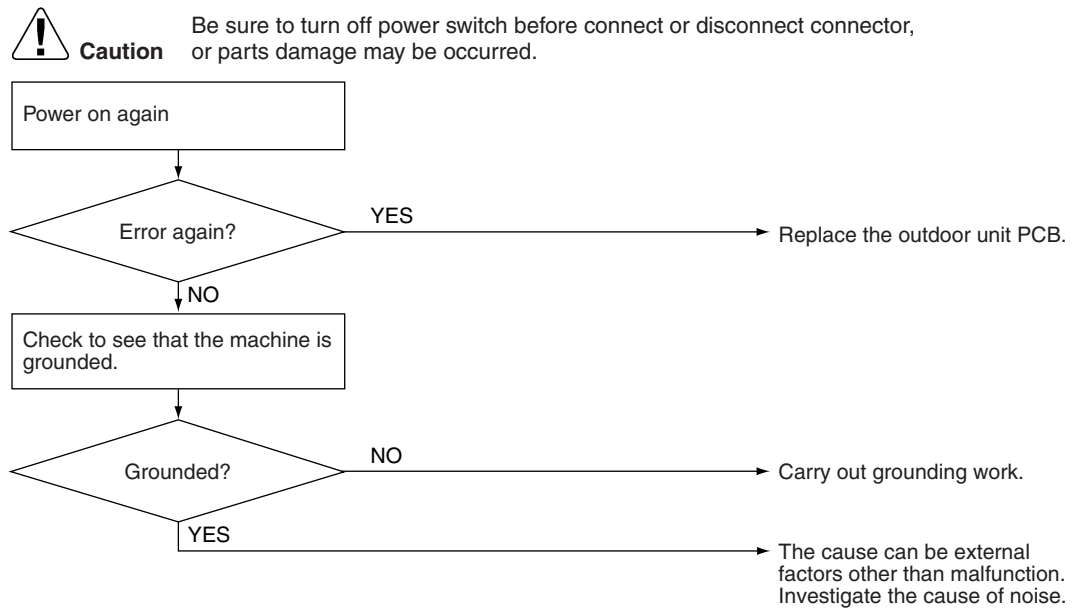 Be sure to turn off power switch before connect or disconnect connector,
Caution or parts damage may be occurred.
Power on again
Error again?
YES
Replace the outdoor unit PCB.
NO
Check to see that the machine is
grounded.
Grounded?
NO
Carry out grounding work.
YES
The cause can be external
factors other than malfunction.
Investigate the cause of noise.